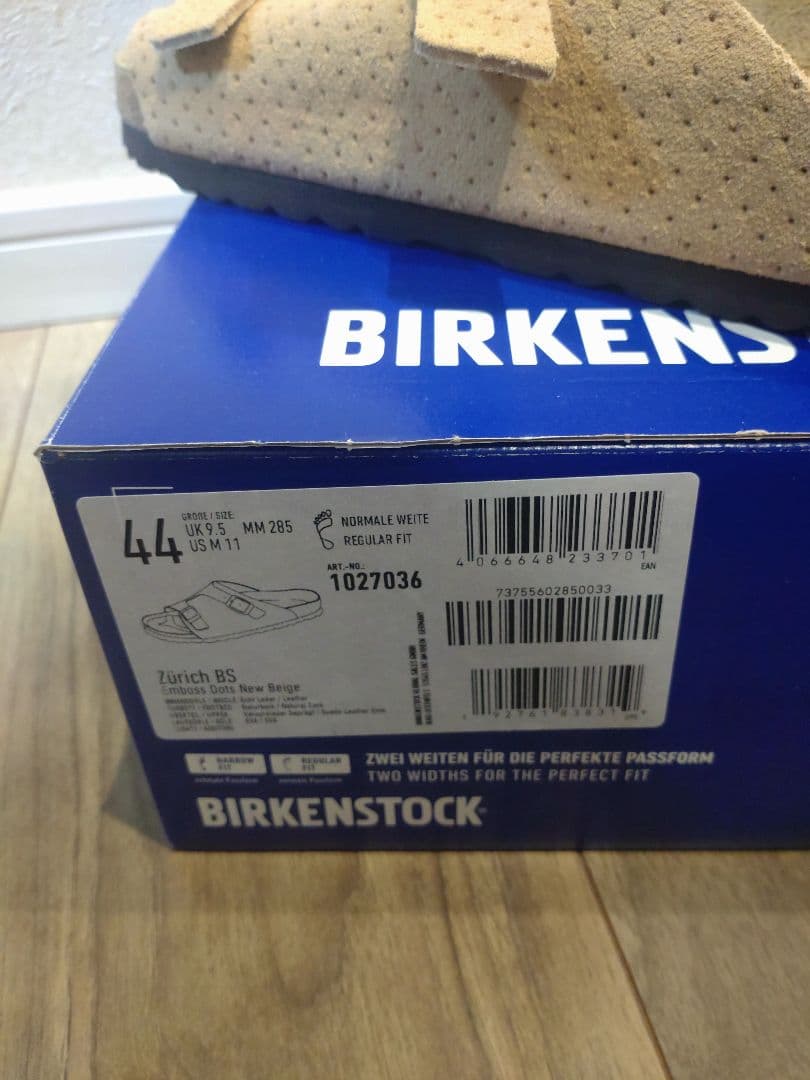 BIRKENS
44
GRÖßE / SIZE:
UK 9.5 MM 285
US M 11
NORMALE WEITE
REGULAR FIT
ART.-NO.:
1027036
4 066648 233701
EAN
73755602850033
Zürich BS
Emboss Dots New Beige
NARROW
FIT
REGULAR
FIT
ZWEI WEITEN FÜR DIE PERFEKTE PASSFORM
TWO WIDTHS FOR THE PERFECT FIT
BIRKENSTOCK